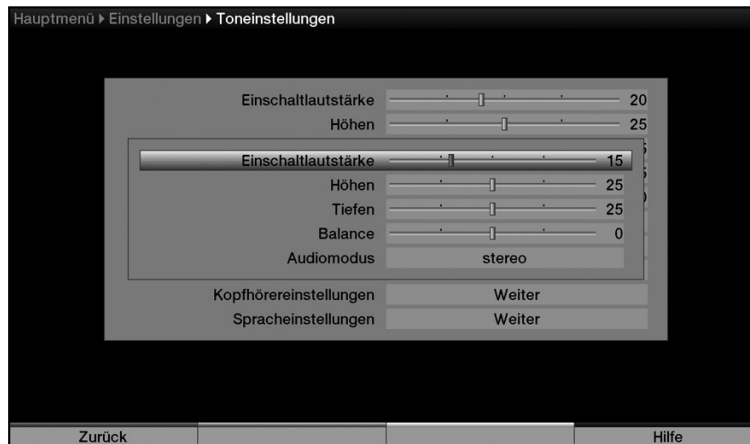 Hauptmenü ▸ Einstellungen ▸ Toneinstellungen
Einschaltlautstärke 20
Höhen 25
Einschaltlautstärke 15
Höhen 25
Tiefen 25
Balance 0
Audiomodus stereo
Kopfhörereinstellungen Weiter
Spracheinstellungen Weiter
Zurück Hilfe